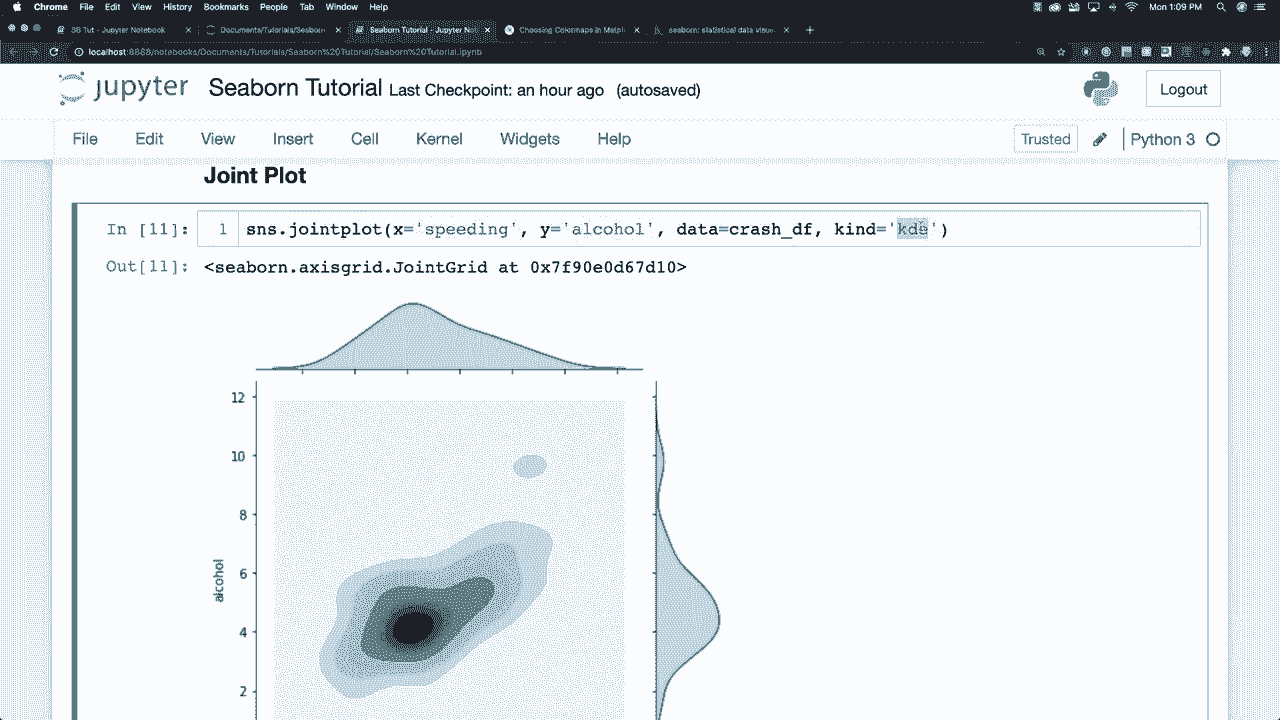 Chrome File Edit View History Bookmarks People Tab Window Help Mon 1:09 PM
SB Tut - Jupyter Notebook Documents/Tutorials/Seaborn Seaborn Tutorial - Jupyter Not Choosing Colormaps in Matpl seaborn: statistical data visua
localhost:8888/notebooks/Documents/Tutorials/Seaborn%20Tutorial/Seaborn%20Tutorial.ipynb
jupyter Seaborn Tutorial Last Checkpoint: an hour ago (autosaved) Logout
File Edit View Insert Cell Kernel Widgets Help Trusted Python 3
Joint Plot
In [11]: 1 sns.jointplot(x='speeding', y='alcohol', data=crash_df, kind='kde')
Out[11]: <seaborn.axisgrid.JointGrid at 0x7f90e0d67d10>
12
10
8
6
4
2
alcohol